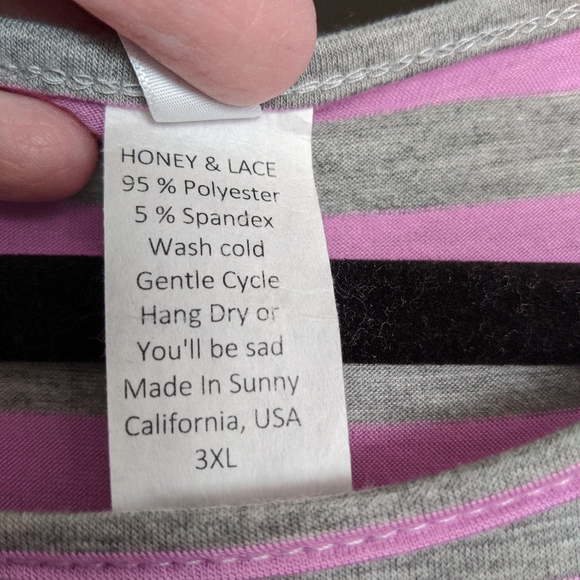 HONEY & LACE
95 % Polyester
5 % Spandex
Wash cold
Gentle Cycle
Hang Dry or
You'll be sad
Made In Sunny
California, USA
3XL